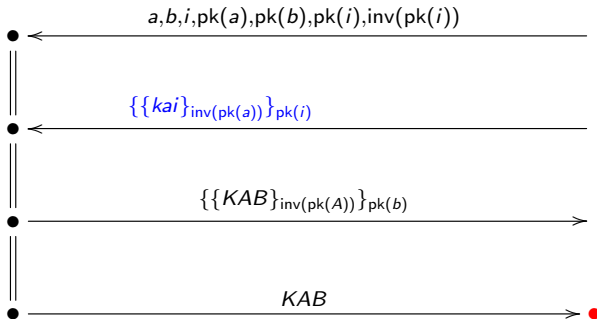 a,b,i,pk(a),pk(b),pk(i),inv(pk(i))
{{kai}inv(pk(a))}pk(i)
{{KAB}inv(pk(A))}pk(b)
KAB